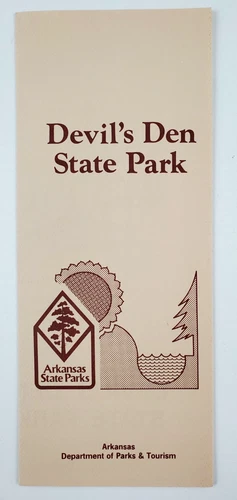 Devil's Den
State Park
Arkansas
State Parks
Arkansas
Department of Parks & Tourism